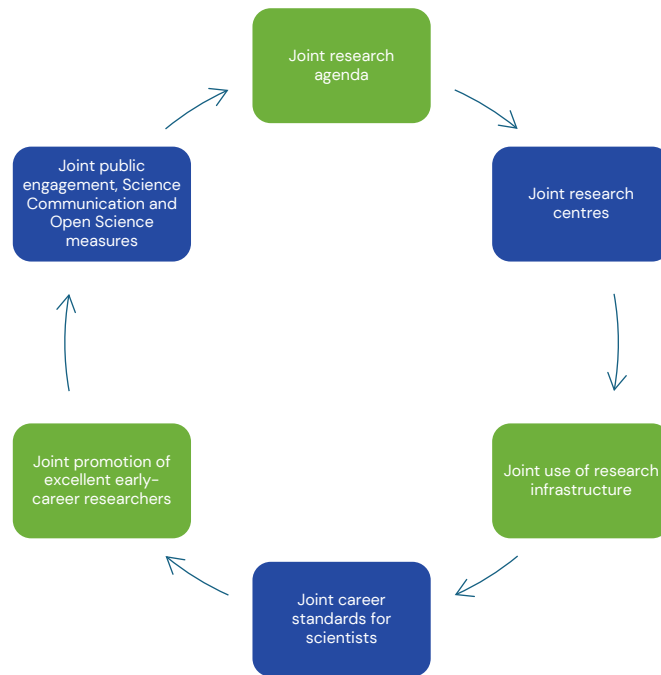 Joint research
agenda
Joint research
centres
Joint use of research
infrastructure
Joint career
standards for
scientists
Joint promotion of
excellent early-
career researchers
Joint public
engagement, Science
Communication and
Open Science
measures